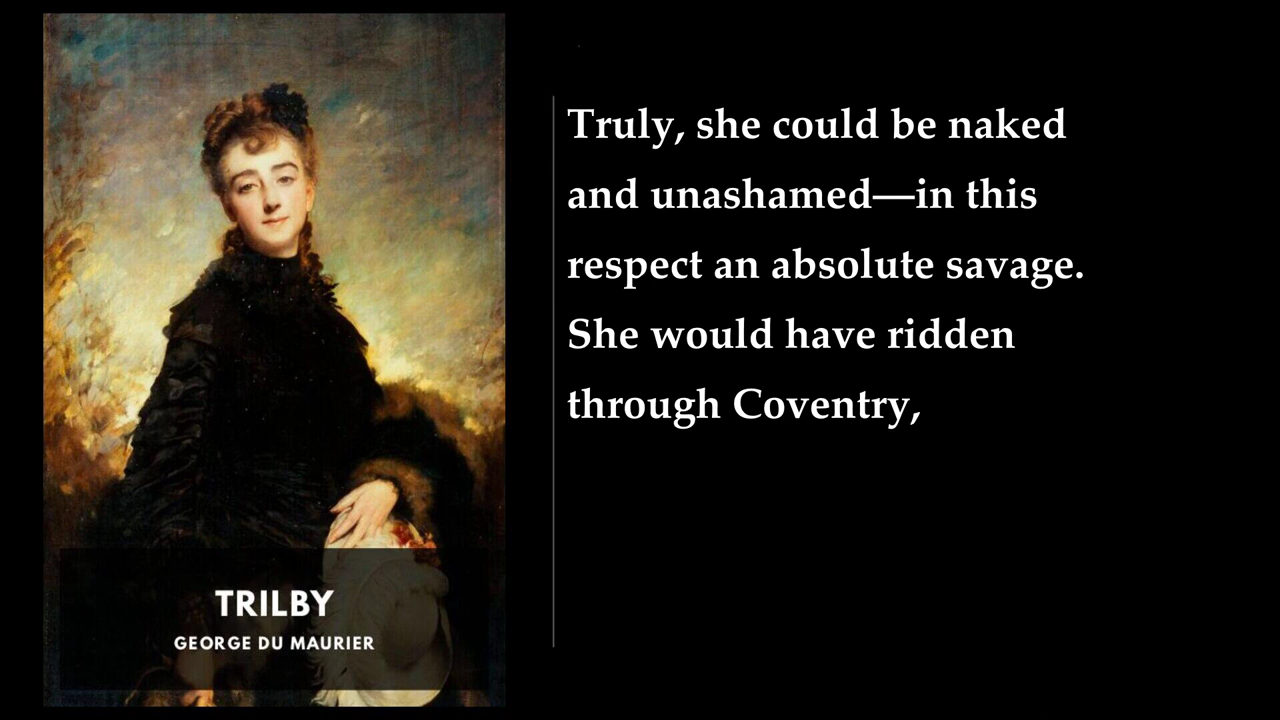 TRILBY
GEORGE DU MAURIER
Truly, she could be naked
and unashamed—in this
respect an absolute savage.
She would have ridden
through Coventry,